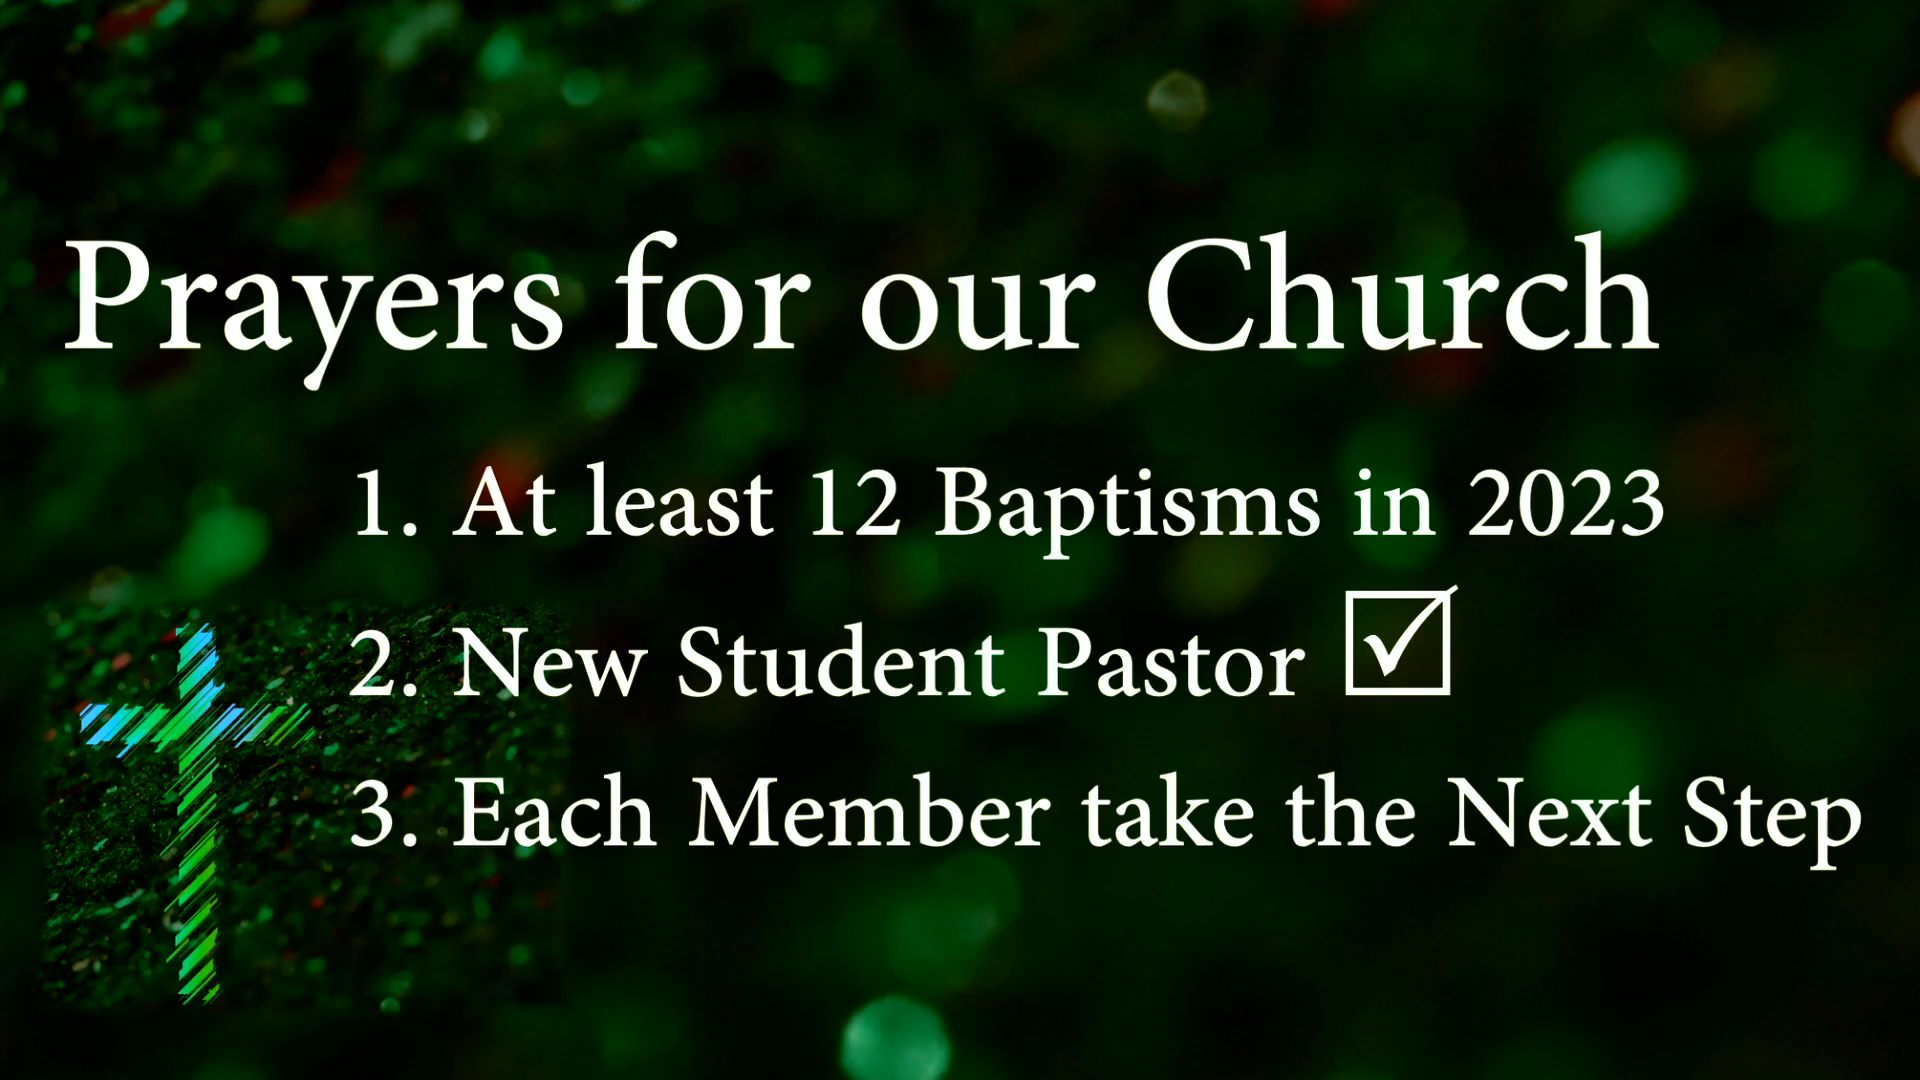 Prayers for our Church
1. At least 12 Baptisms in 2023
2. New Student Pastor ☑
3. Each Member take the Next Step